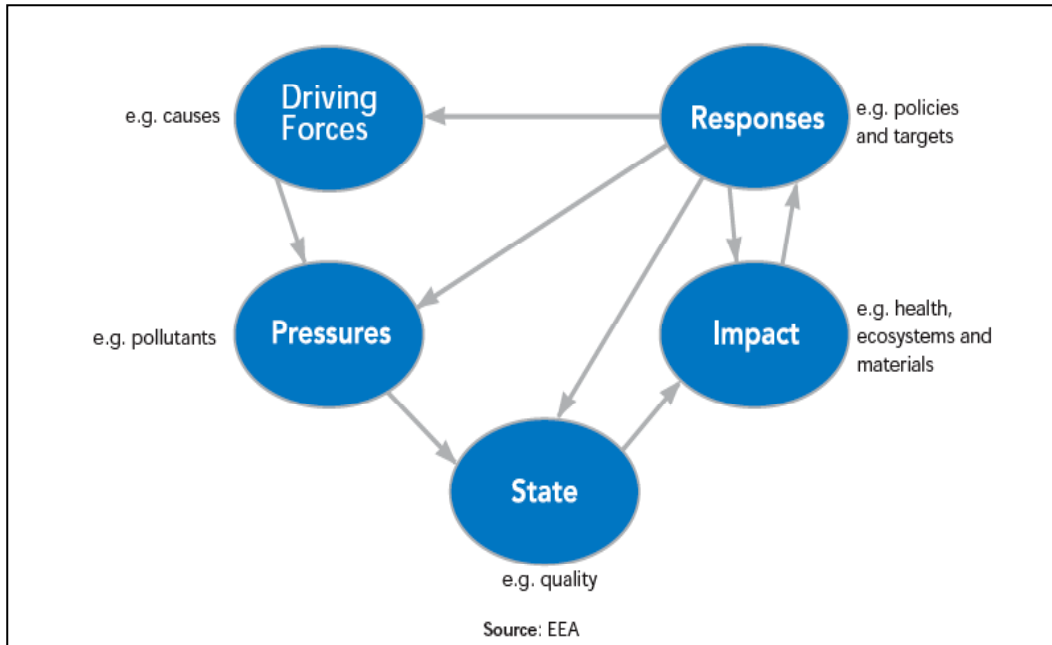 Driving
Forces
e.g. causes
Responses
e.g. policies
and targets
Pressures
e.g. pollutants
Impact
e.g. health,
ecosystems and
materials
State
e.g. quality
Source: EEA